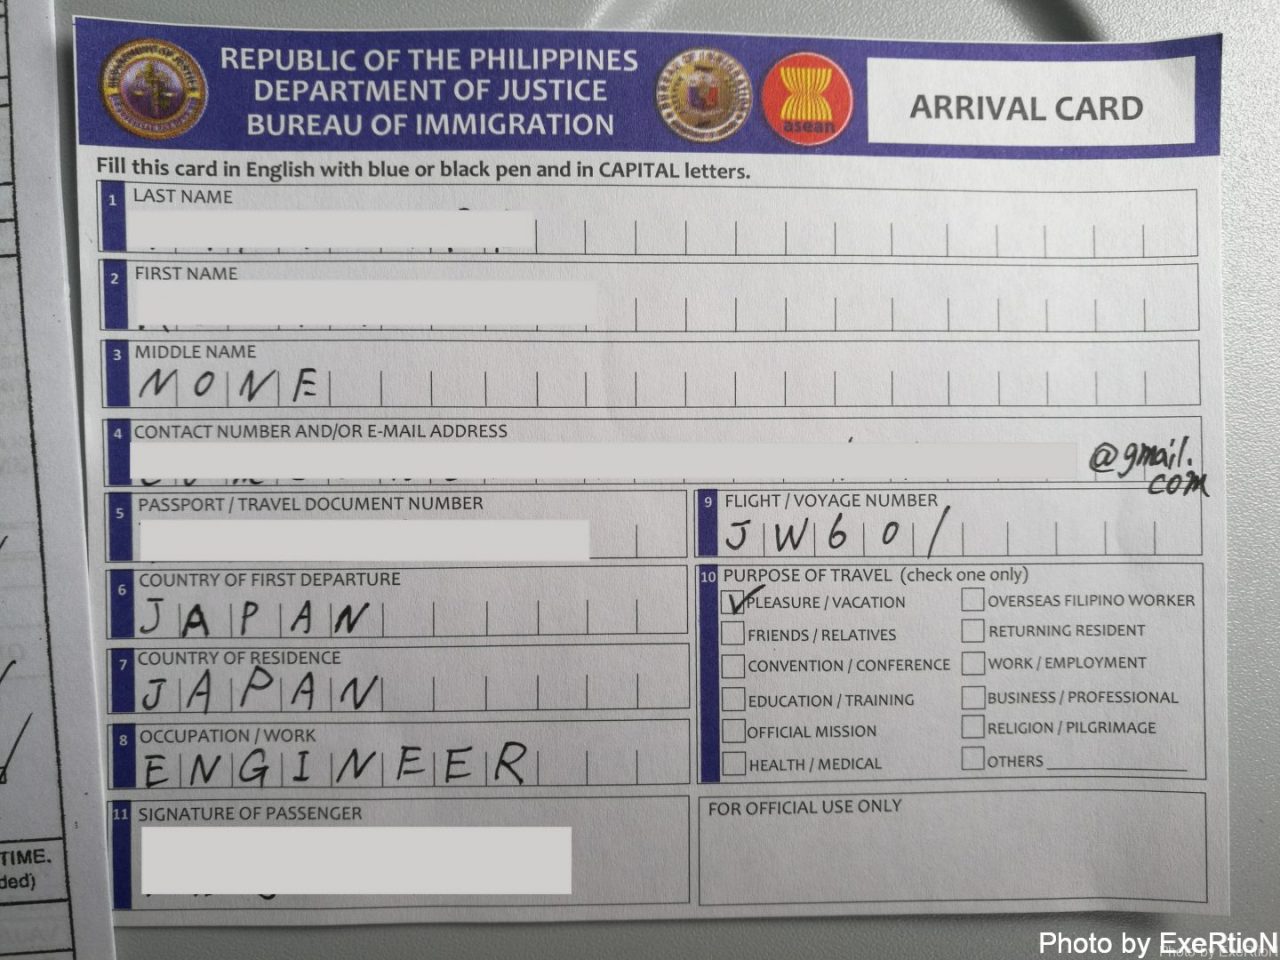 REPUBLIC OF THE PHILIPPINES
DEPARTMENT OF JUSTICE
BUREAU OF IMMIGRATION
asean
ARRIVAL CARD
Fill this card in English with blue or black pen and in CAPITAL letters.
1 LAST NAME
2 FIRST NAME
3 MIDDLE NAME
NONE
4 CONTACT NUMBER AND/OR E-MAIL ADDRESS
@gmail.
com
5 PASSPORT / TRAVEL DOCUMENT NUMBER
6 COUNTRY OF FIRST DEPARTURE
JAPAN
7 COUNTRY OF RESIDENCE
JAPAN
8 OCCUPATION / WORK
ENGINEER
11 SIGNATURE OF PASSENGER
9 FLIGHT / VOYAGE NUMBER
JW601
10 PURPOSE OF TRAVEL (check one only)
PLEASURE / VACATION
FRIENDS / RELATIVES
CONVENTION / CONFERENCE
EDUCATION / TRAINING
OFFICIAL MISSION
HEALTH / MEDICAL
OVERSEAS FILIPINO WORKER
RETURNING RESIDENT
WORK / EMPLOYMENT
BUSINESS / PROFESSIONAL
RELIGION / PILGRIMAGE
OTHERS
FOR OFFICIAL USE ONLY
TIME.
ded)
Photo by ExeRtioN